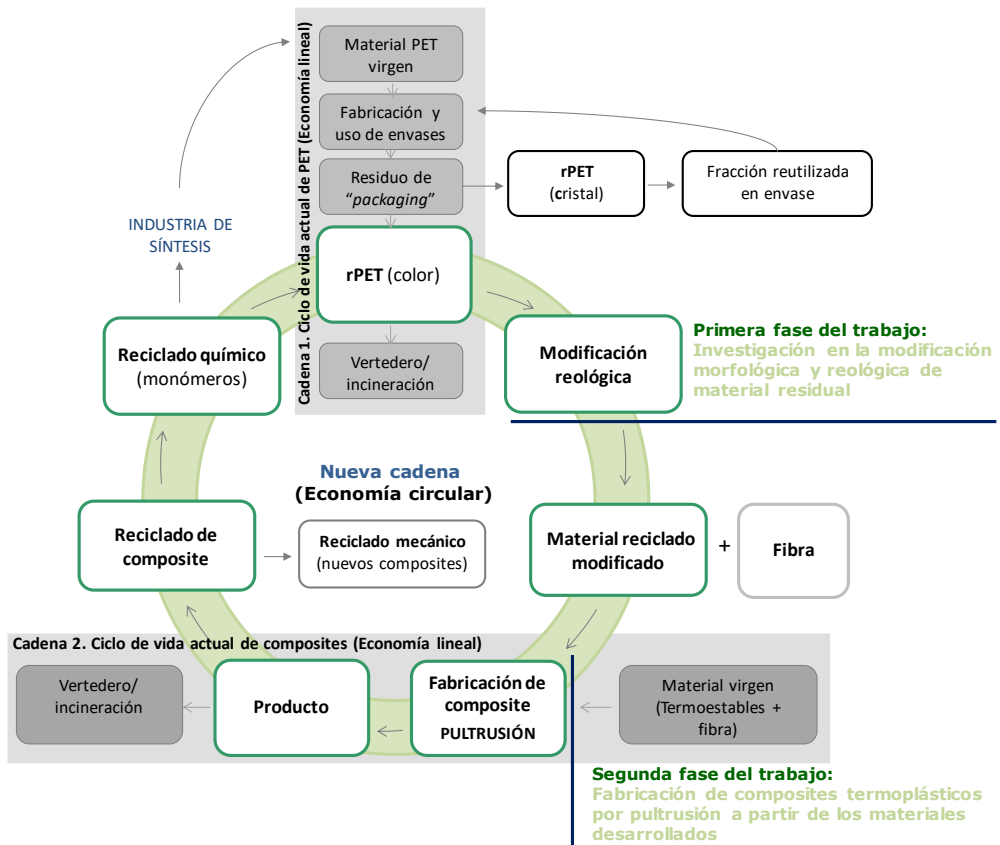 Cadena 1. Ciclo de vida actual de PET (Economía lineal)
Material PET
virgen
Fabricación y
uso de envases
Residuo de
“packaging”
rPET
(cristal)
Fracción reutilizada
en envase
INDUSTRIA DE
SÍNTESIS
rPET (color)
Vertedero/
incineración
Reciclado químico
(monómeros)
Modificación
reológica
Primera fase del trabajo:
Investigación en la modificación
morfológica y reológica de
material residual
Nueva cadena
(Economía circular)
Reciclado de
composite
Reciclado mecánico
(nuevos composites)
Material reciclado
modificado
+
Fibra
Cadena 2. Ciclo de vida actual de composites (Economía lineal)
Vertedero/
incineración
Producto
Fabricación de
composite
PULTRUSIÓN
Material virgen
(Termoestables +
fibra)
Segunda fase del trabajo:
Fabricación de composites termoplásticos
por pultrusión a partir de los materiales
desarrollados